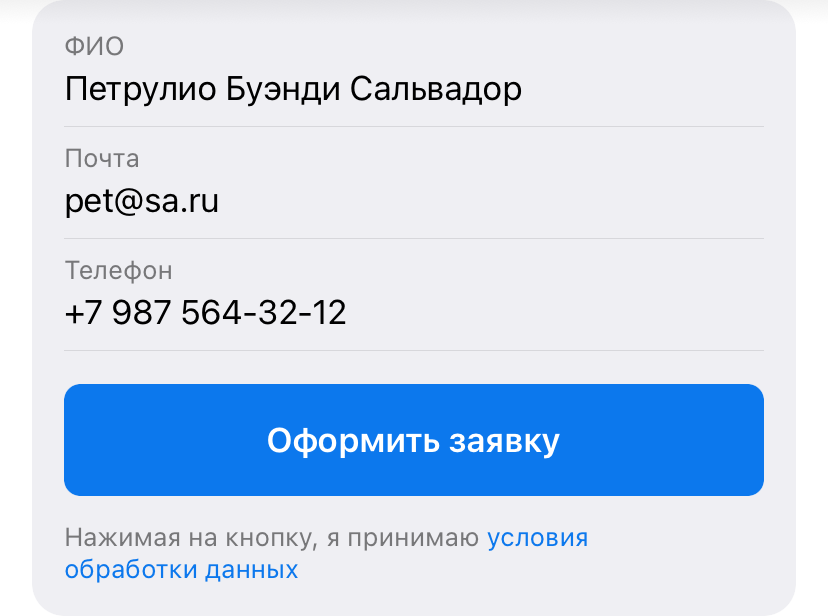 ФИО
Петрулио Буэнди Сальвадор
Почта
pet@sa.ru
Телефон
+7 987 564-32-12
Оформить заявку
Нажимая на кнопку, я принимаю условия
обработки данных